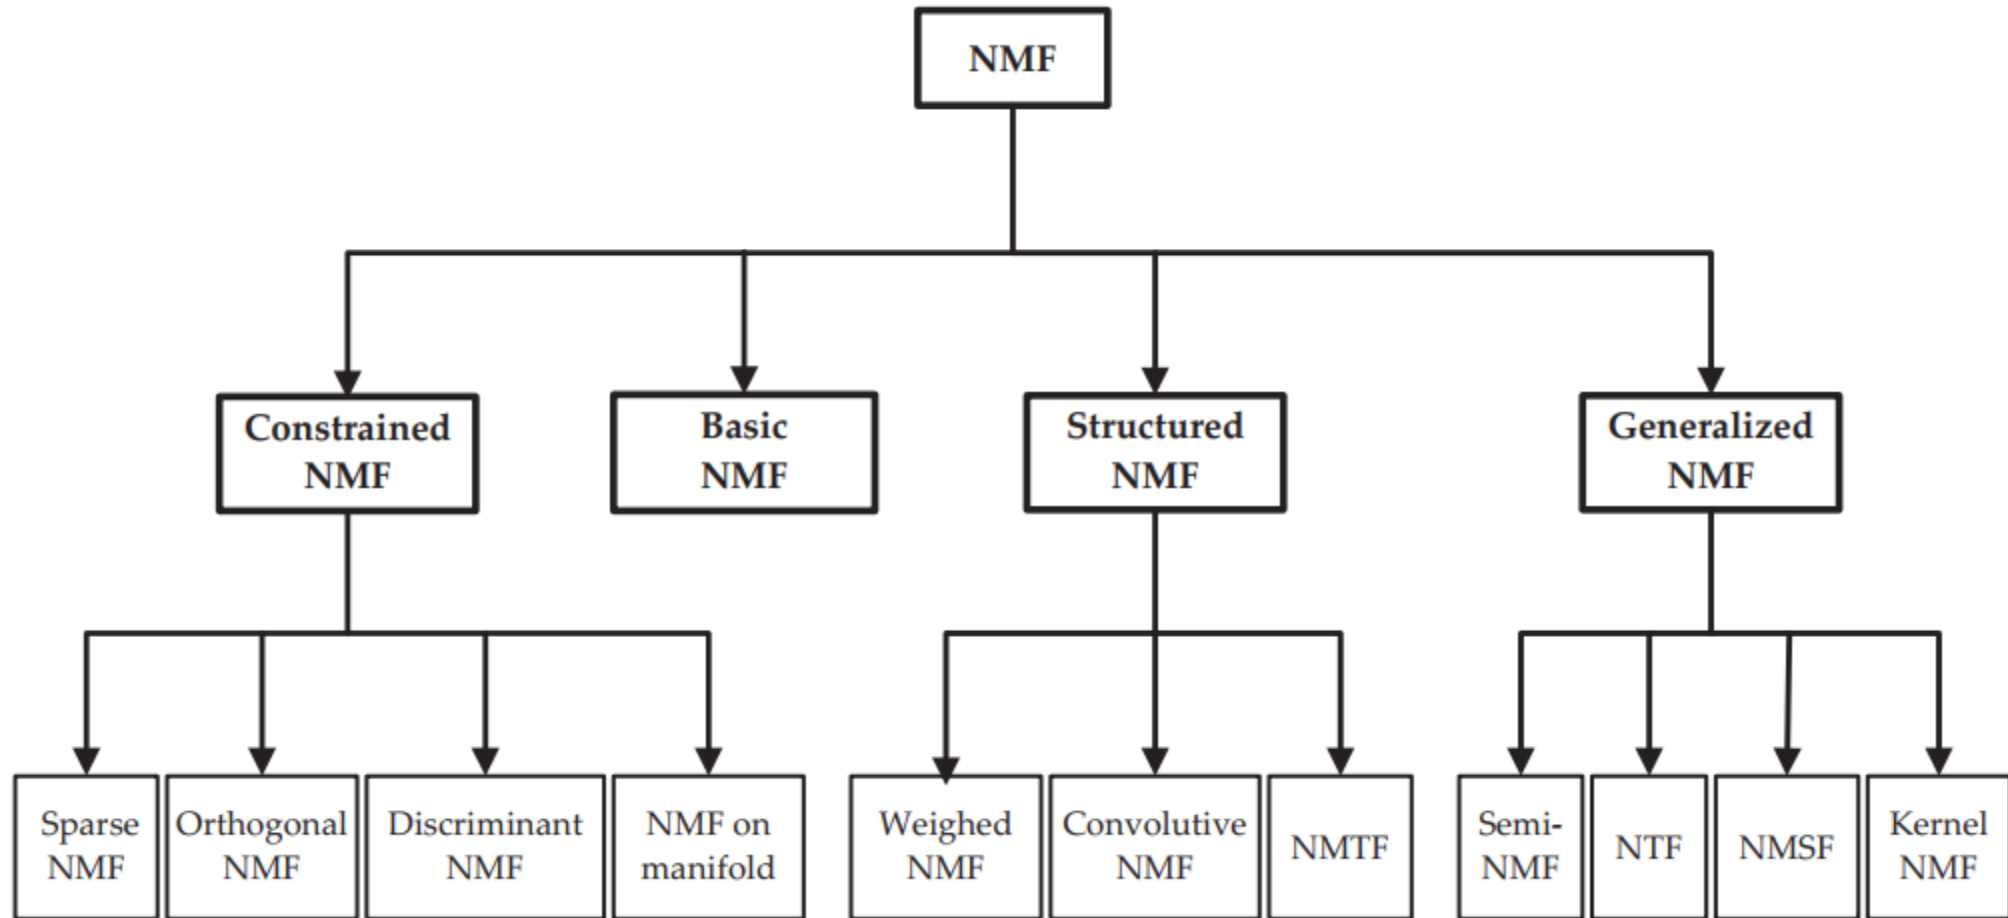 NMF
Constrained
NMF
Basic
NMF
Structured
NMF
Generalized
NMF
Sparse
NMF
Orthogonal
NMF
Discriminant
NMF
NMF on
manifold
Weighed
NMF
Convolutive
NMF
NMTF
Semi-
NMF
NTF
NMSF
Kernel
NMF